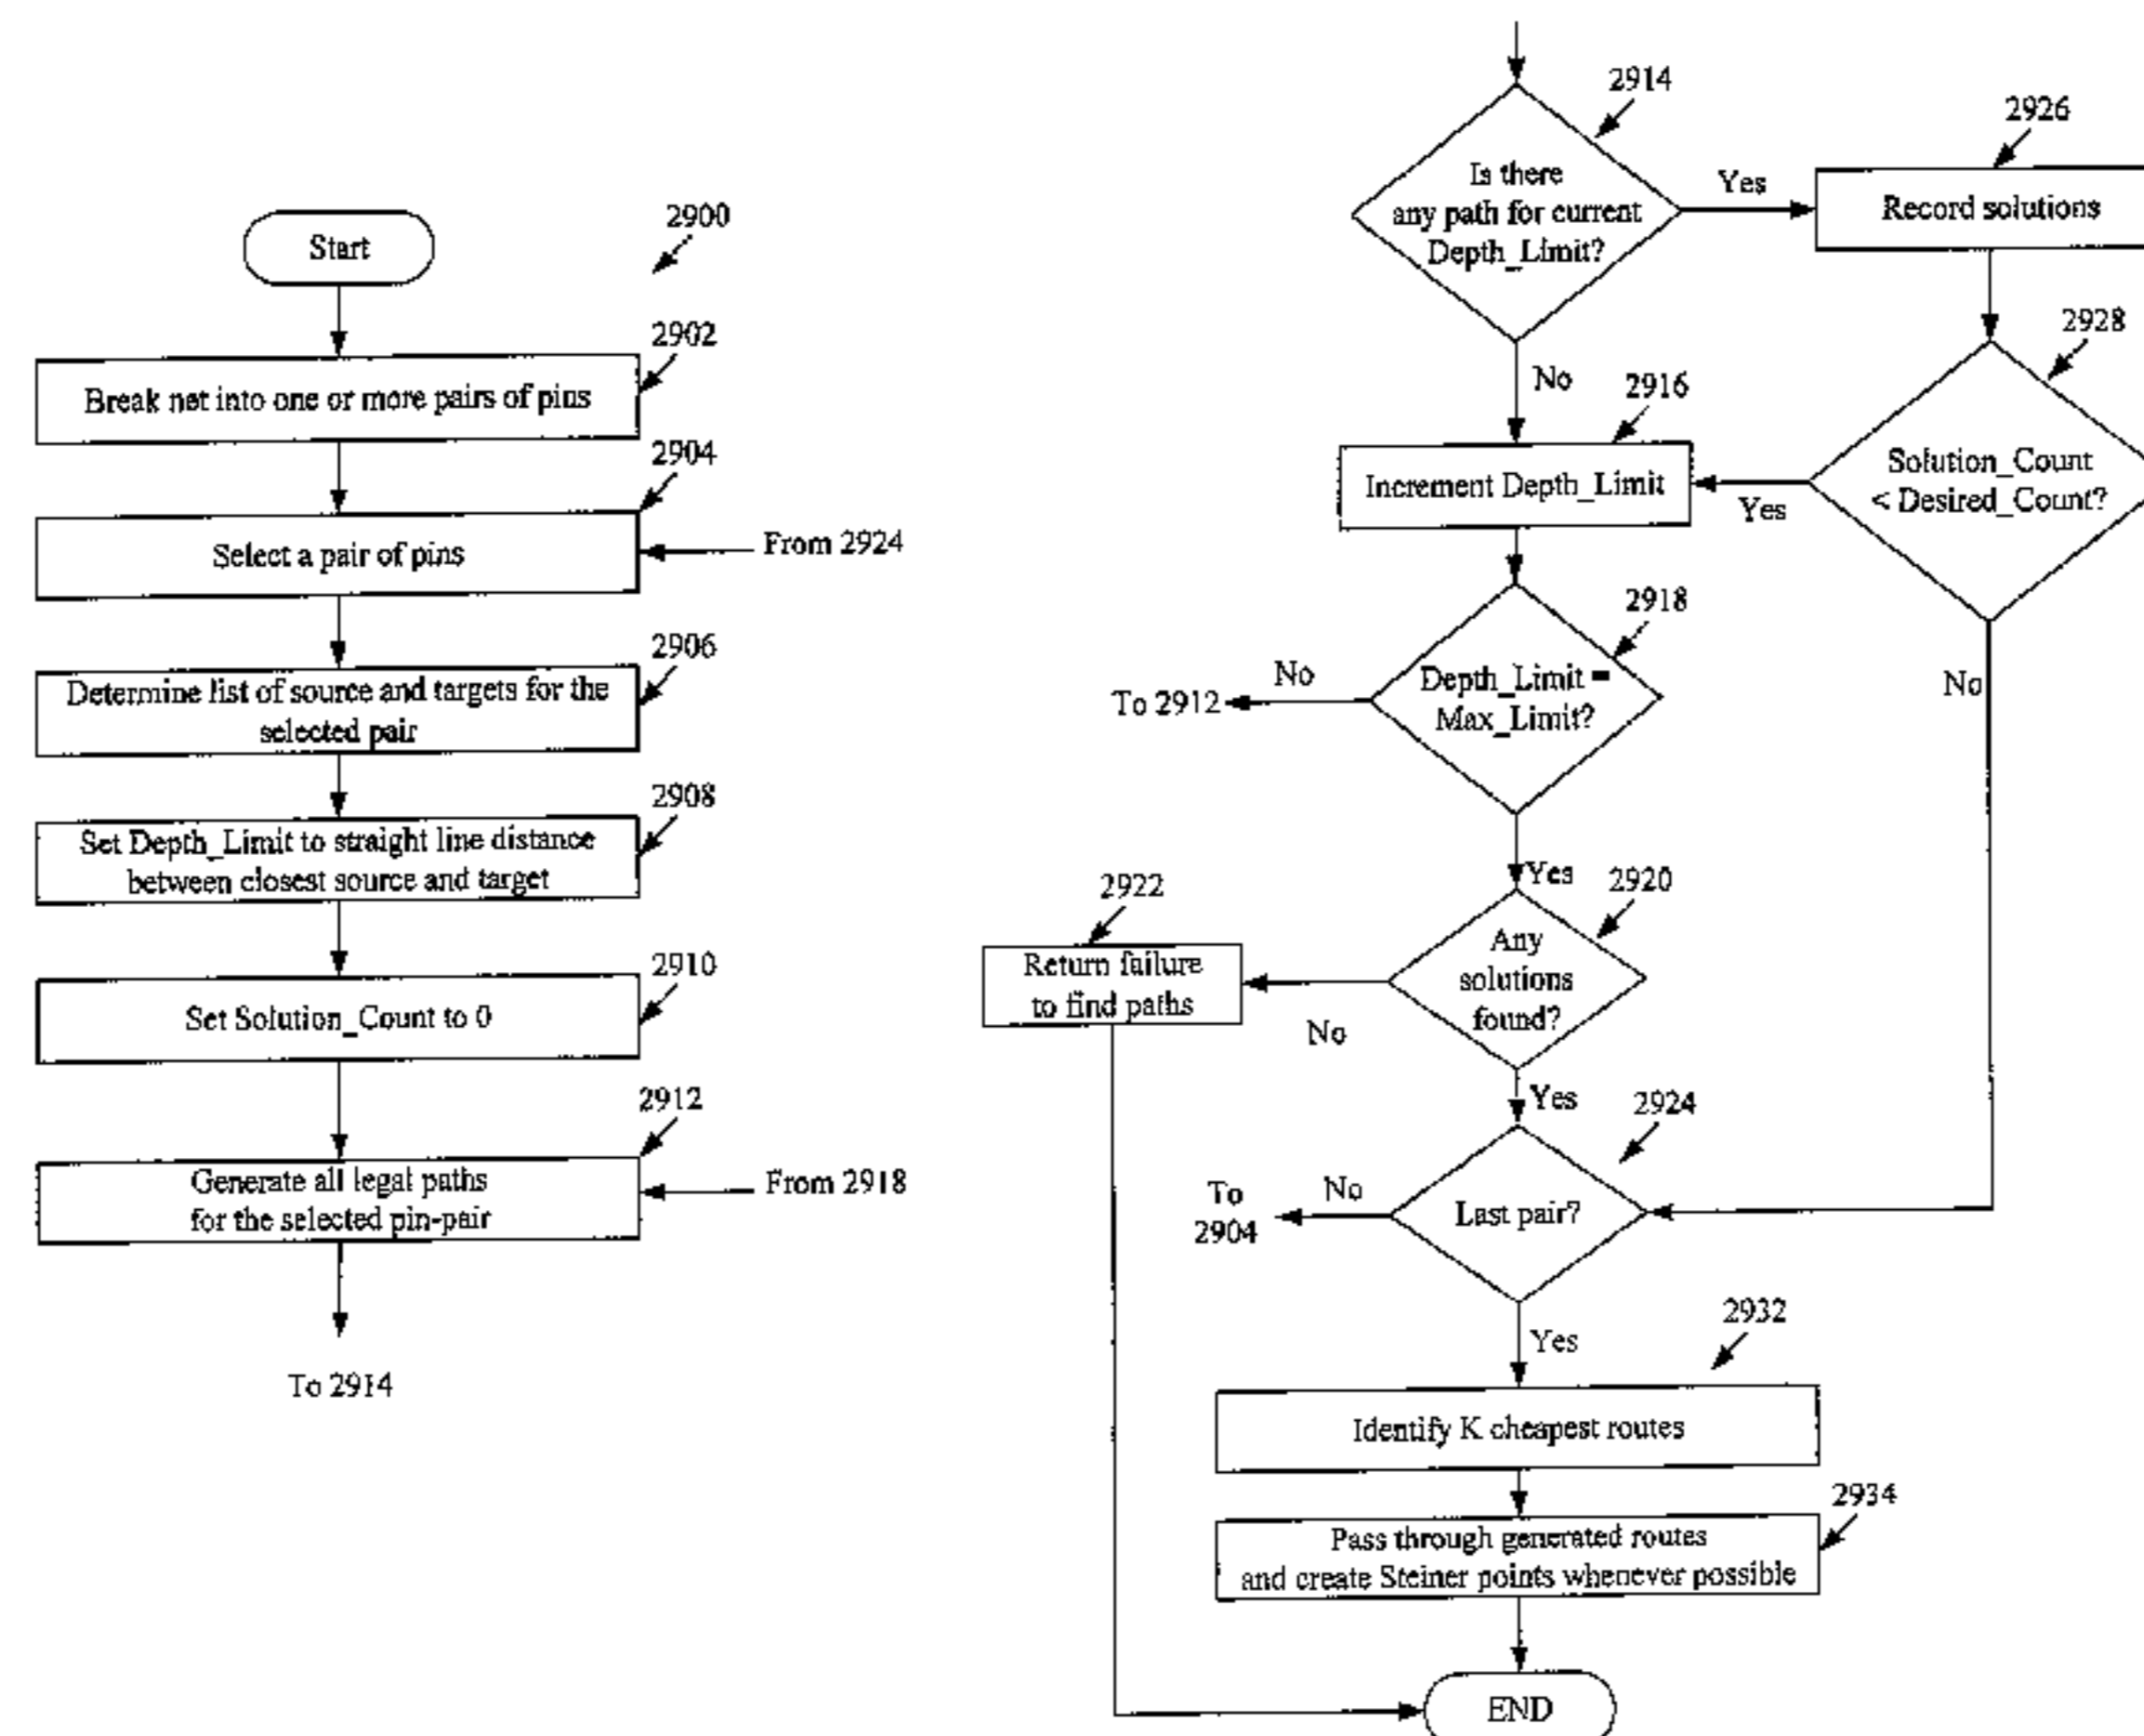 Start
2900
2902
Break net into one or more pairs of pins
2904
Select a pair of pins
From 2924
2906
Determine list of source and targets for the
selected pair
2908
Set Depth_Limit to straight line distance
between closest source and target
2910
Set Solution_Count to 0
2912
Generate all legal paths
for the selected pin-pair
From 2918
To 2914
2914
Is there
any path for current
Depth_Limit?
Yes
2926
Record solutions
No
2916
Increment Depth_Limit
2928
Solution_Count
< Desired_Count?
Yes
No
2918
Depth_Limit =
Max_Limit?
No
To 2912
Yes
2920
Any
solutions
found?
No
2922
Return failure
to find paths
Yes
2924
Last pair?
No
To
2904
Yes
2932
Identify K cheapest routes
2934
Pass through generated routes
and create Steiner points whenever possible
END